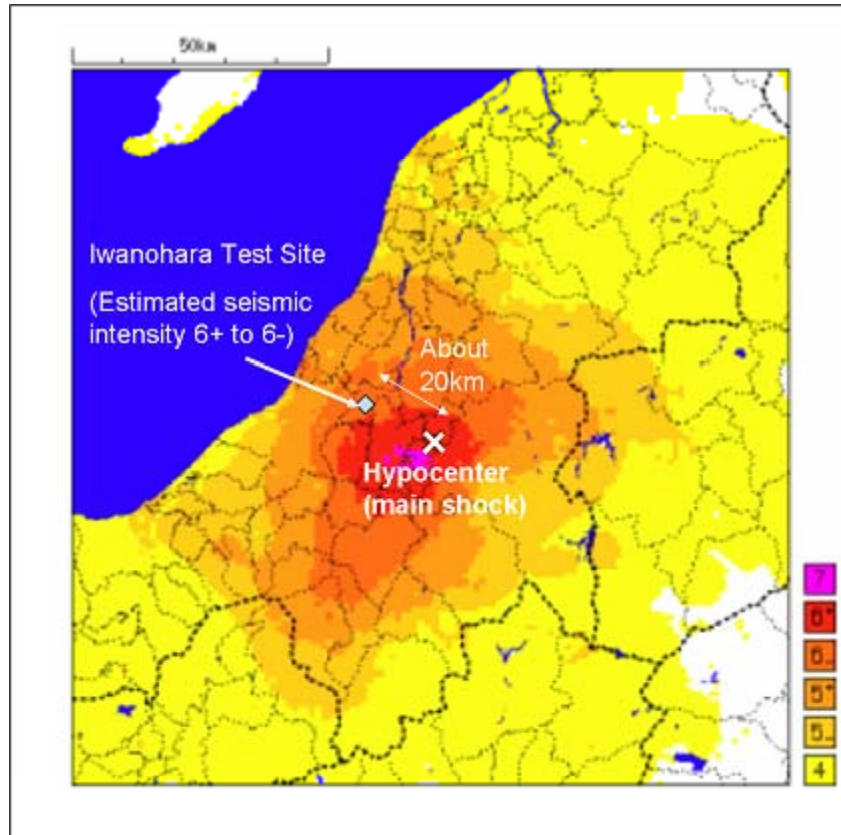 50km
Iwanohara Test Site
(Estimated seismic
intensity 6+ to 6-)
About
20km
Hypocenter
(main shock)
7
6+
6-
5+
5-
4